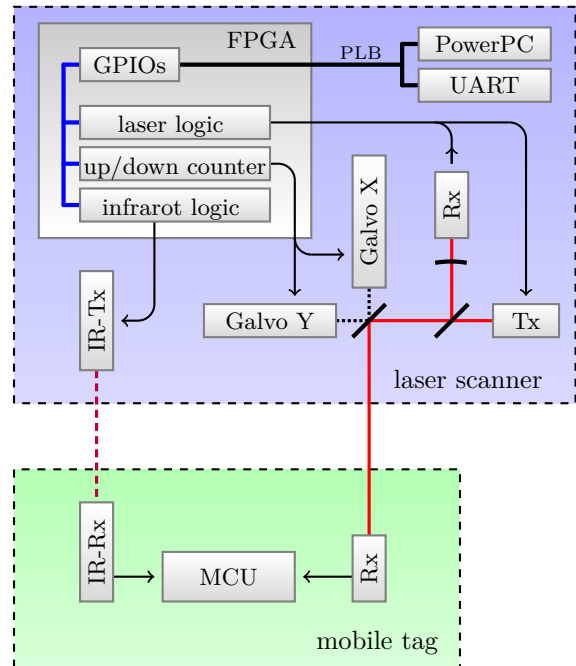 FPGA
GPIOs
PLB
PowerPC
UART
laser logic
up/down counter
infrarot logic
Galvo X
Rx
IR-Tx
Galvo Y
Tx
laser scanner
IR-Rx
MCU
Rx
mobile tag